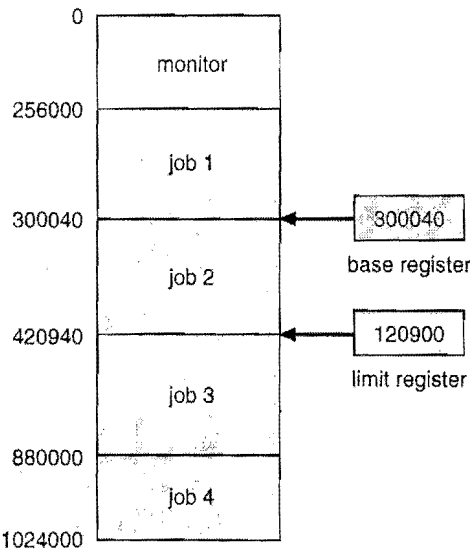 0
monitor
256000
job 1
300040
300040
base register
job 2
420940
120900
limit register
job 3
880000
job 4
1024000